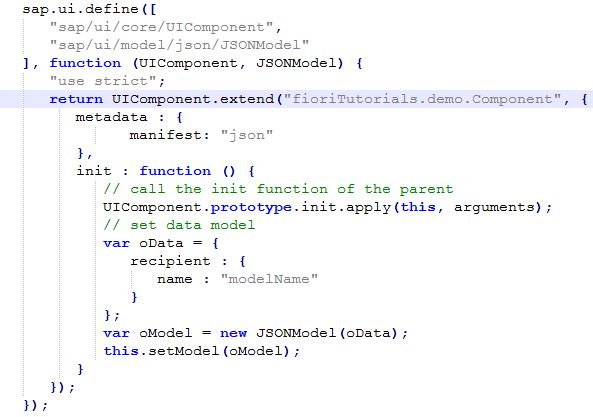 sap.ui.define([
"sap/ui/core/UIComponent",
"sap/ui/model/json/JSONModel"
], function (UIComponent, JSONModel) {
"use strict";
return UIComponent.extend("fioriTutorials.demo.Component", {
metadata : {
manifest: "json"
},
init : function () {
// call the init function of the parent
UIComponent.prototype.init.apply(this, arguments);
// set data model
var oData = {
recipient : {
name : "modelName"
}
};
var oModel = new JSONModel(oData);
this.setModel(oModel);
}
});
});